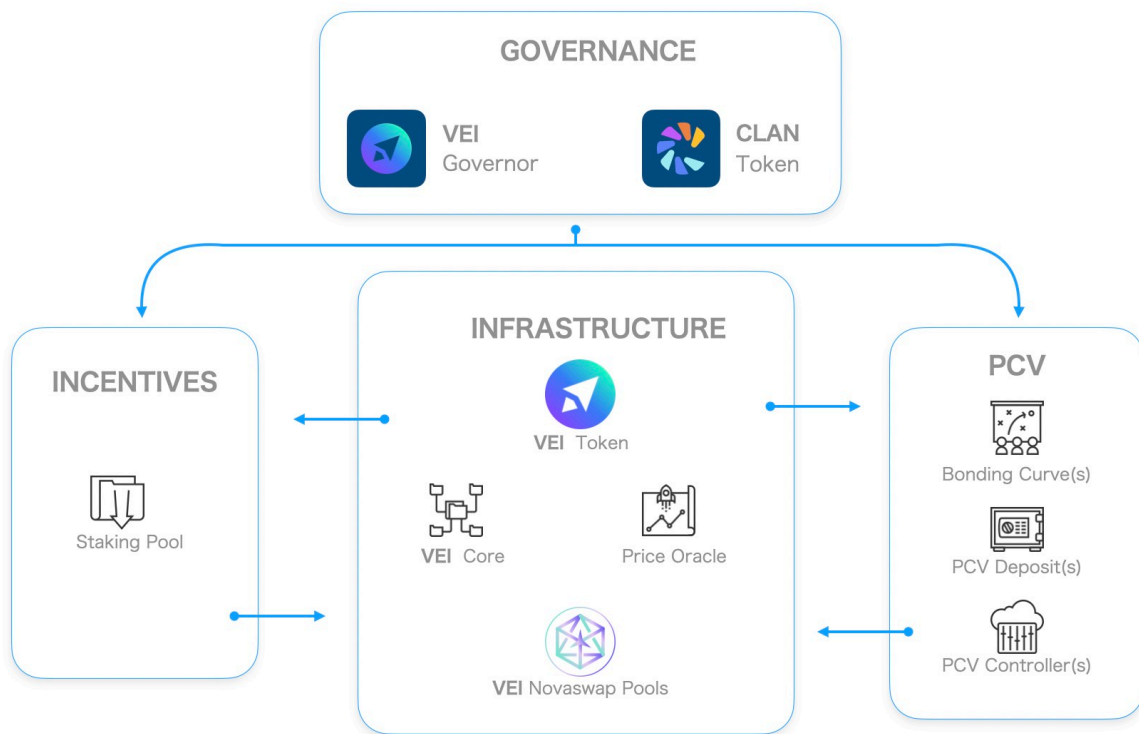 GOVERNANCE
VEI
Governor
CLAN
Token
INCENTIVES
Staking Pool
INFRASTRUCTURE
VEI Token
VEI Core
Price Oracle
VEI Novaswap Pools
PCV
Bonding Curve(s)
PCV Deposit(s)
PCV Controller(s)